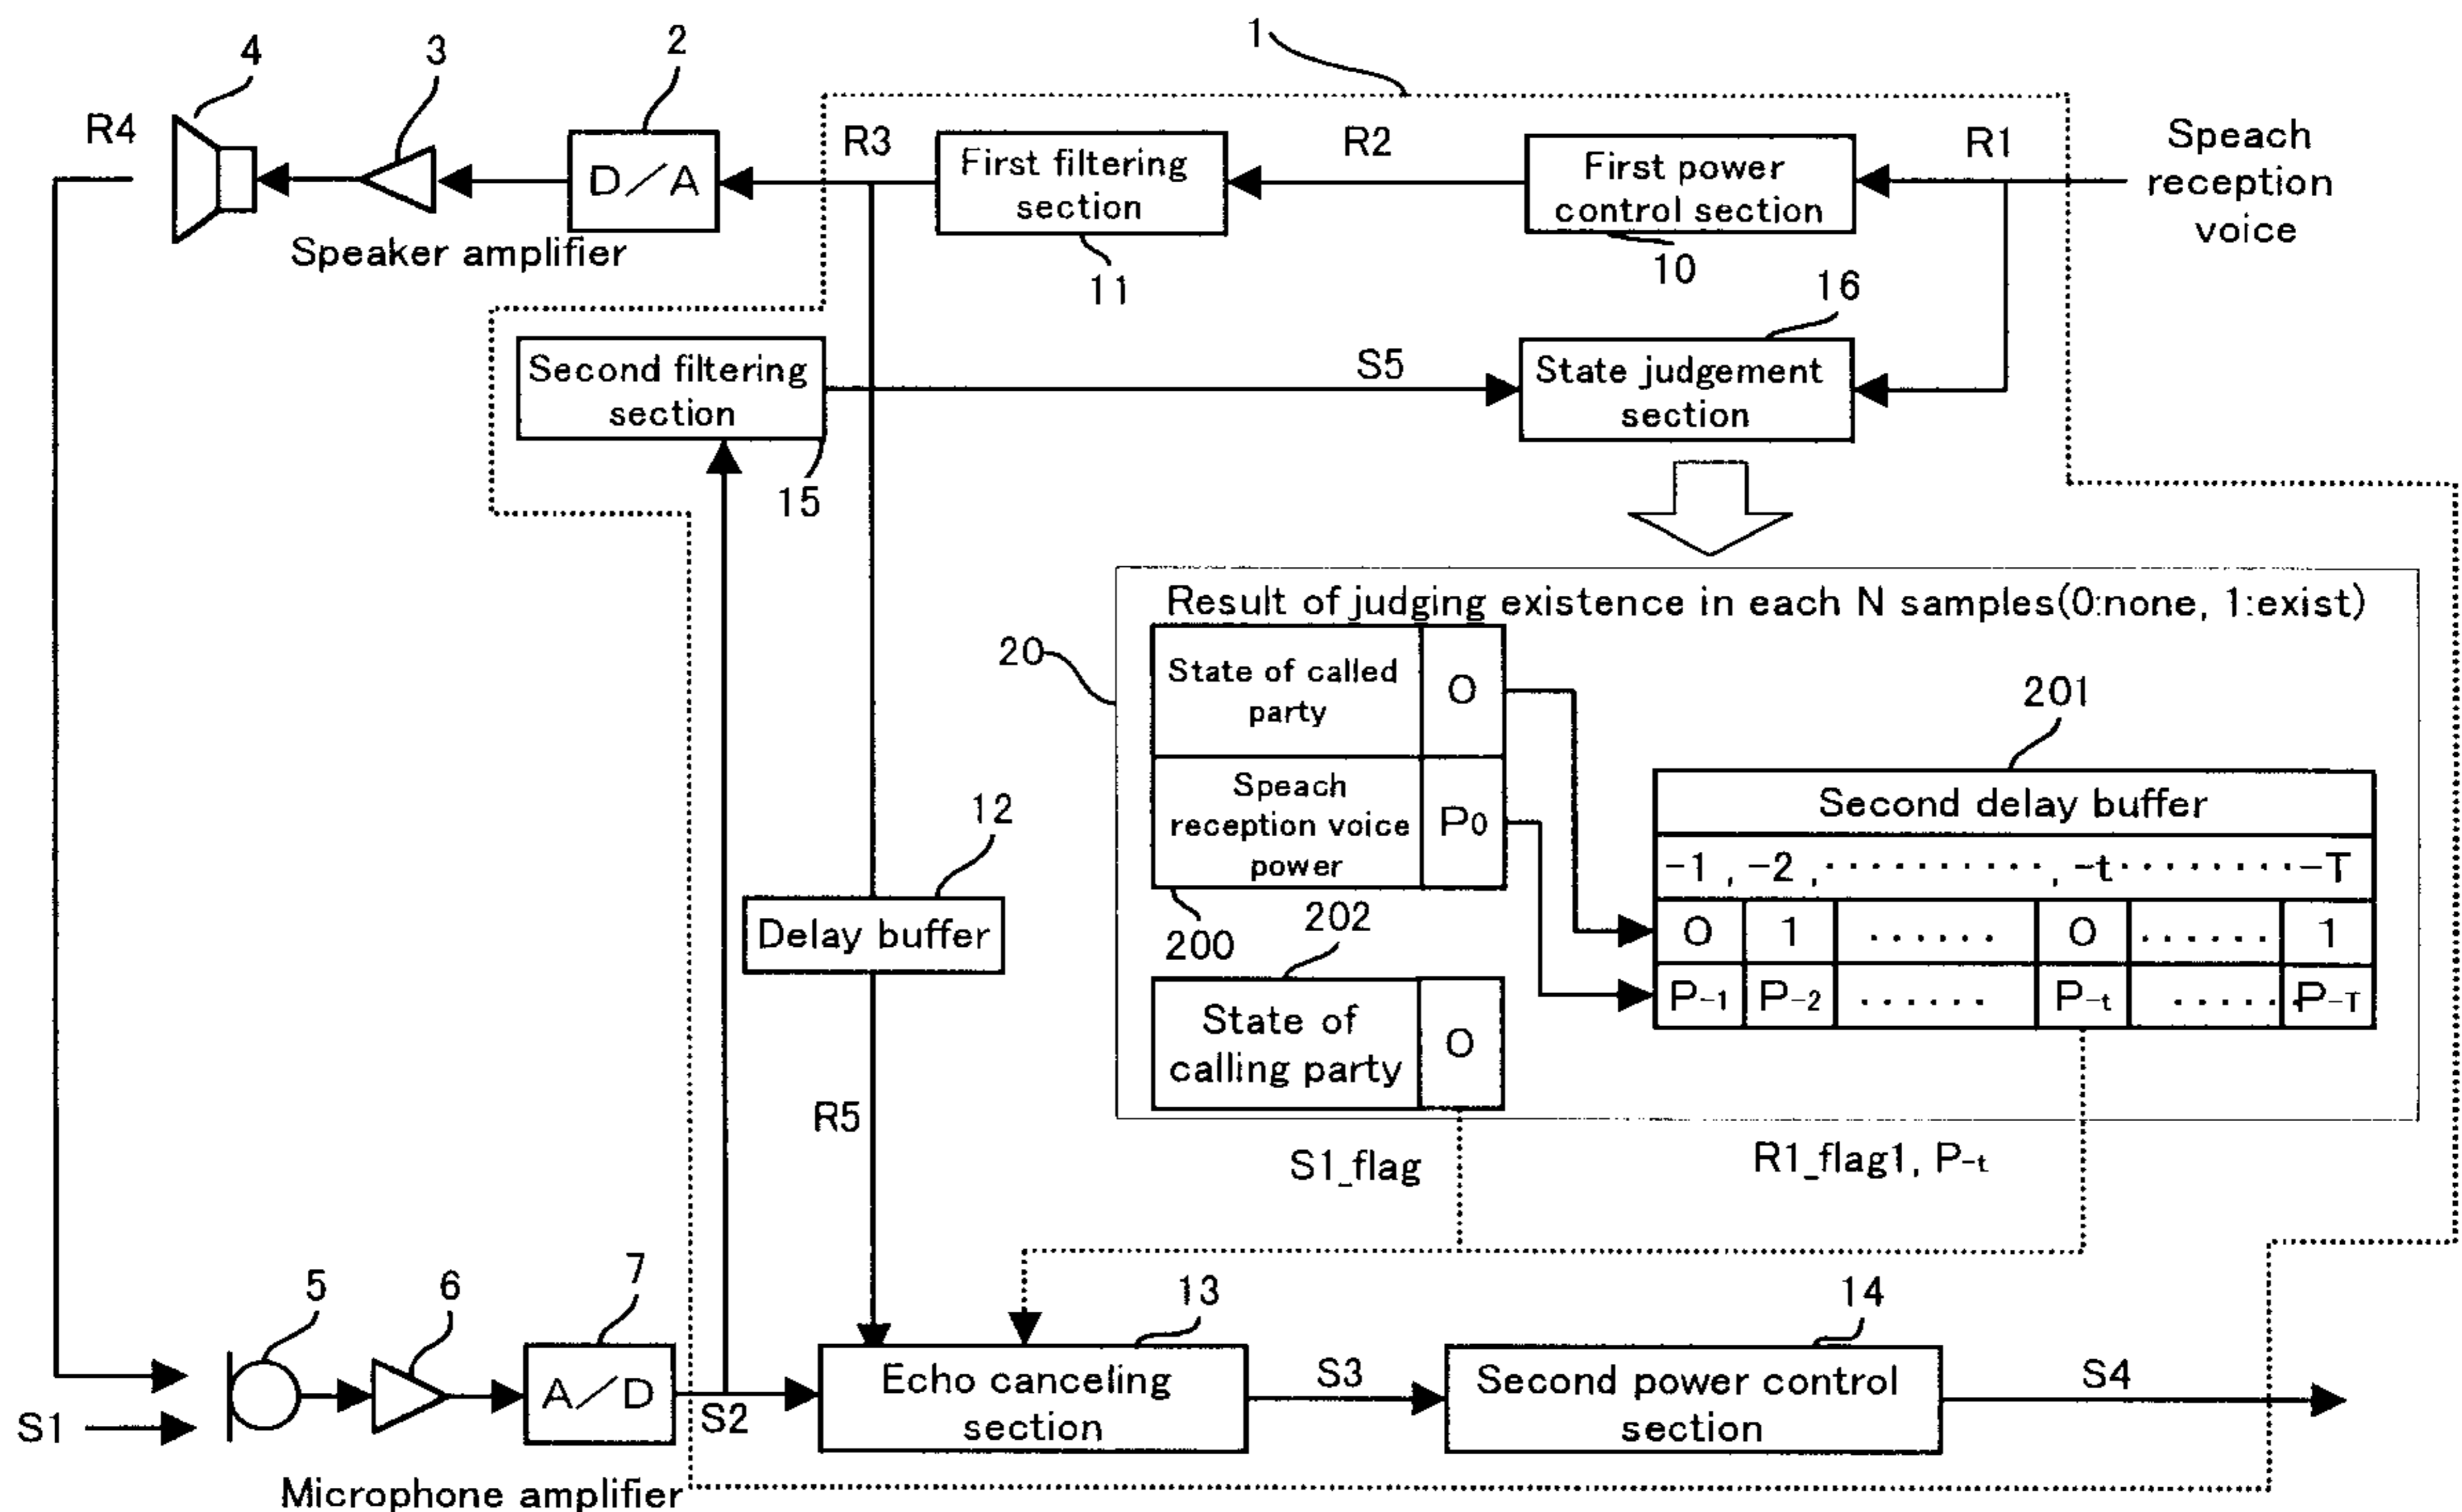 1
2
3
4
R4
D/A
R3
First filtering
section
R2
First power
control section
R1
Speach
reception
voice
Speaker amplifier
11
10
16
Second filtering
section
S5
State judgement
section
15
Result of judging existence in each N samples(0:none, 1:exist)
20
State of called
party
0
201
Speach
reception voice
power
P0
Second delay buffer
-1 , -2 , ·········· , -t ········ -T
12
Delay buffer
200
202
0 1 ······ 0 ······ 1
P-1 P-2 ······ P-t ······ P-T
State of
calling party
0
R5
S1_flag
R1_flag1, P-t
5
6
7
13
14
A/D
S2
Echo canceling
section
S3
Second power control
section
S4
S1
Microphone amplifier